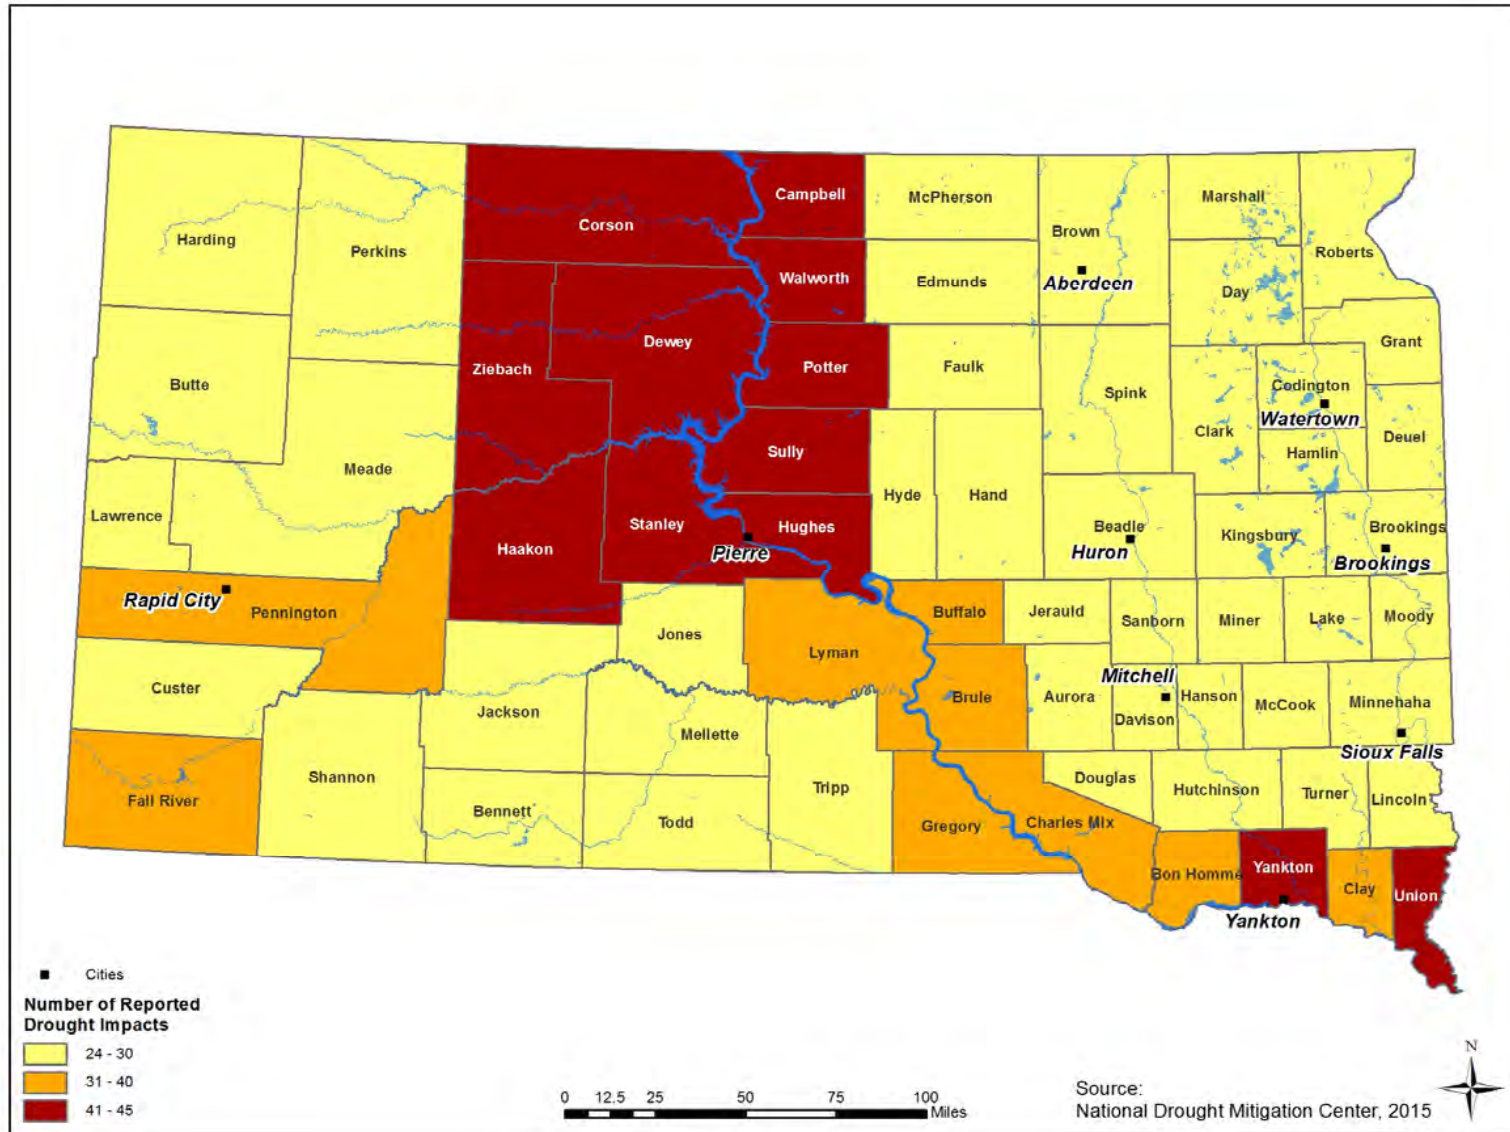 Campbell
McPherson
Marshall
Corson
Brown
Harding
Perkins
Roberts
Walworth
Edmunds
Aberdeen
Day
Dewey
Grant
Ziebach
Potter
Faulk
Butte
Spink
Codington
Watertown
Clark
Deuel
Sully
Hamlin
Meade
Hyde
Hand
Lawrence
Stanley
Hughes
Beadle
Kingsbury
Brookings
Haakon
Pierre
Huron
Brookings
Rapid City
Pennington
Buffalo
Jerauld
Sanborn
Miner
Lake
Moody
Jones
Lyman
Mitchell
Custer
Brule
Aurora
Hanson
McCook
Minnehaha
Jackson
Davison
Mellette
Sioux Falls
Shannon
Douglas
Fall River
Tripp
Hutchinson
Turner
Lincoln
Bennett
Todd
Gregory
Charles Mix
Bon Homme
Yankton
Clay
Union
Yankton
Cities
Number of Reported
Drought Impacts
24 - 30
31 - 40
41 - 45
0 12.5 25 50 75 100
Miles
N
Source:
National Drought Mitigation Center, 2015